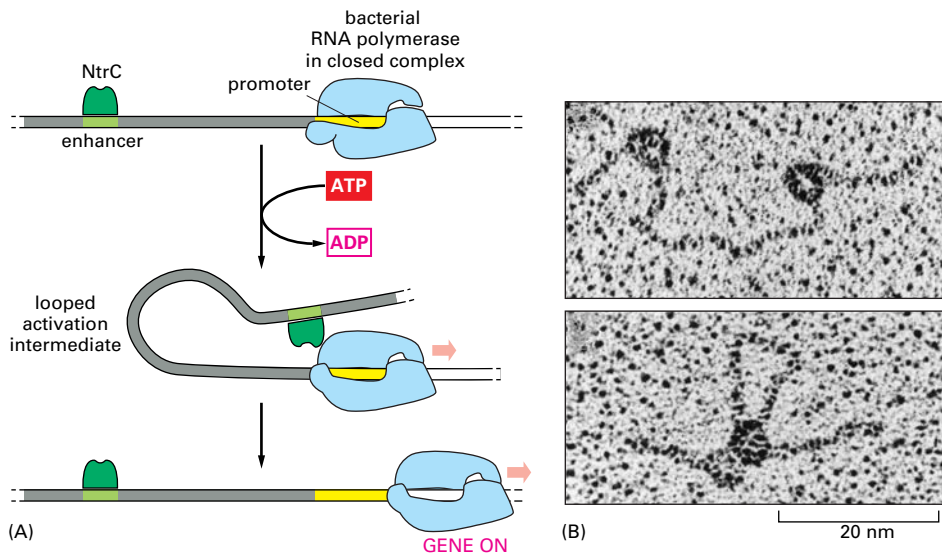 bacterial
RNA polymerase
in closed complex
NtrC
promoter
enhancer
ATP
ADP
looped
activation
intermediate
GENE ON
(A)
(B)
20 nm